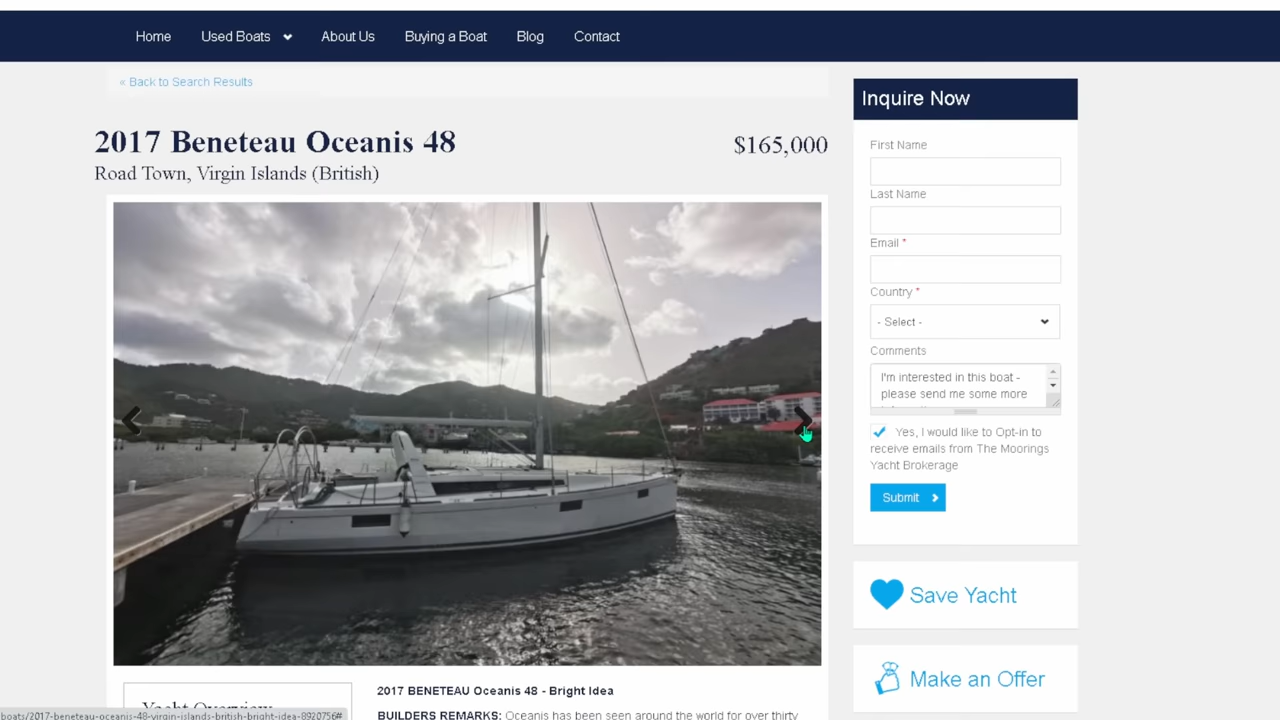 Home Used Boats About Us Buying a Boat Blog Contact
« Back to Search Results
2017 Beneteau Oceanis 48
$165,000
Road Town, Virgin Islands (British)
Inquire Now
First Name
Last Name
Email *
Country *
- Select -
Comments
I'm interested in this boat -
please send me some more
Yes, I would like to Opt-in to
receive emails from The Moorings
Yacht Brokerage
Submit
Save Yacht
Make an Offer
Yacht Overview
2017 BENETEAU Oceanis 48 - Bright Idea
BUILDERS REMARKS: Oceanis has been seen around the world for over thirty
boats/2017-beneteau-oceanis-48-virgin-islands-british-bright-idea-8920756#